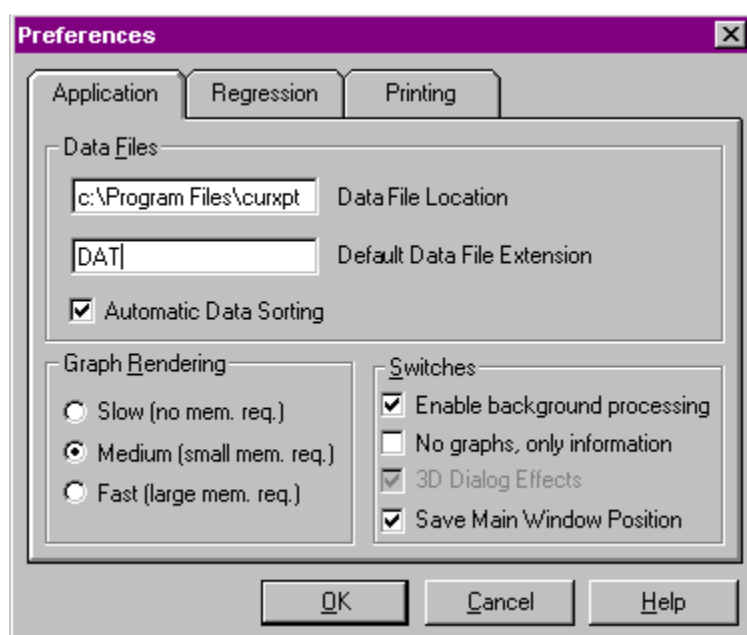 Preferences
Application Regression Printing
Data Files
c:\Program Files\curxpt Data File Location
DAT Default Data File Extension
Automatic Data Sorting
Graph Rendering
Slow (no mem. req.)
Medium (small mem. req.)
Fast (large mem. req.)
Switches
Enable background processing
No graphs, only information
3D Dialog Effects
Save Main Window Position
OK Cancel Help